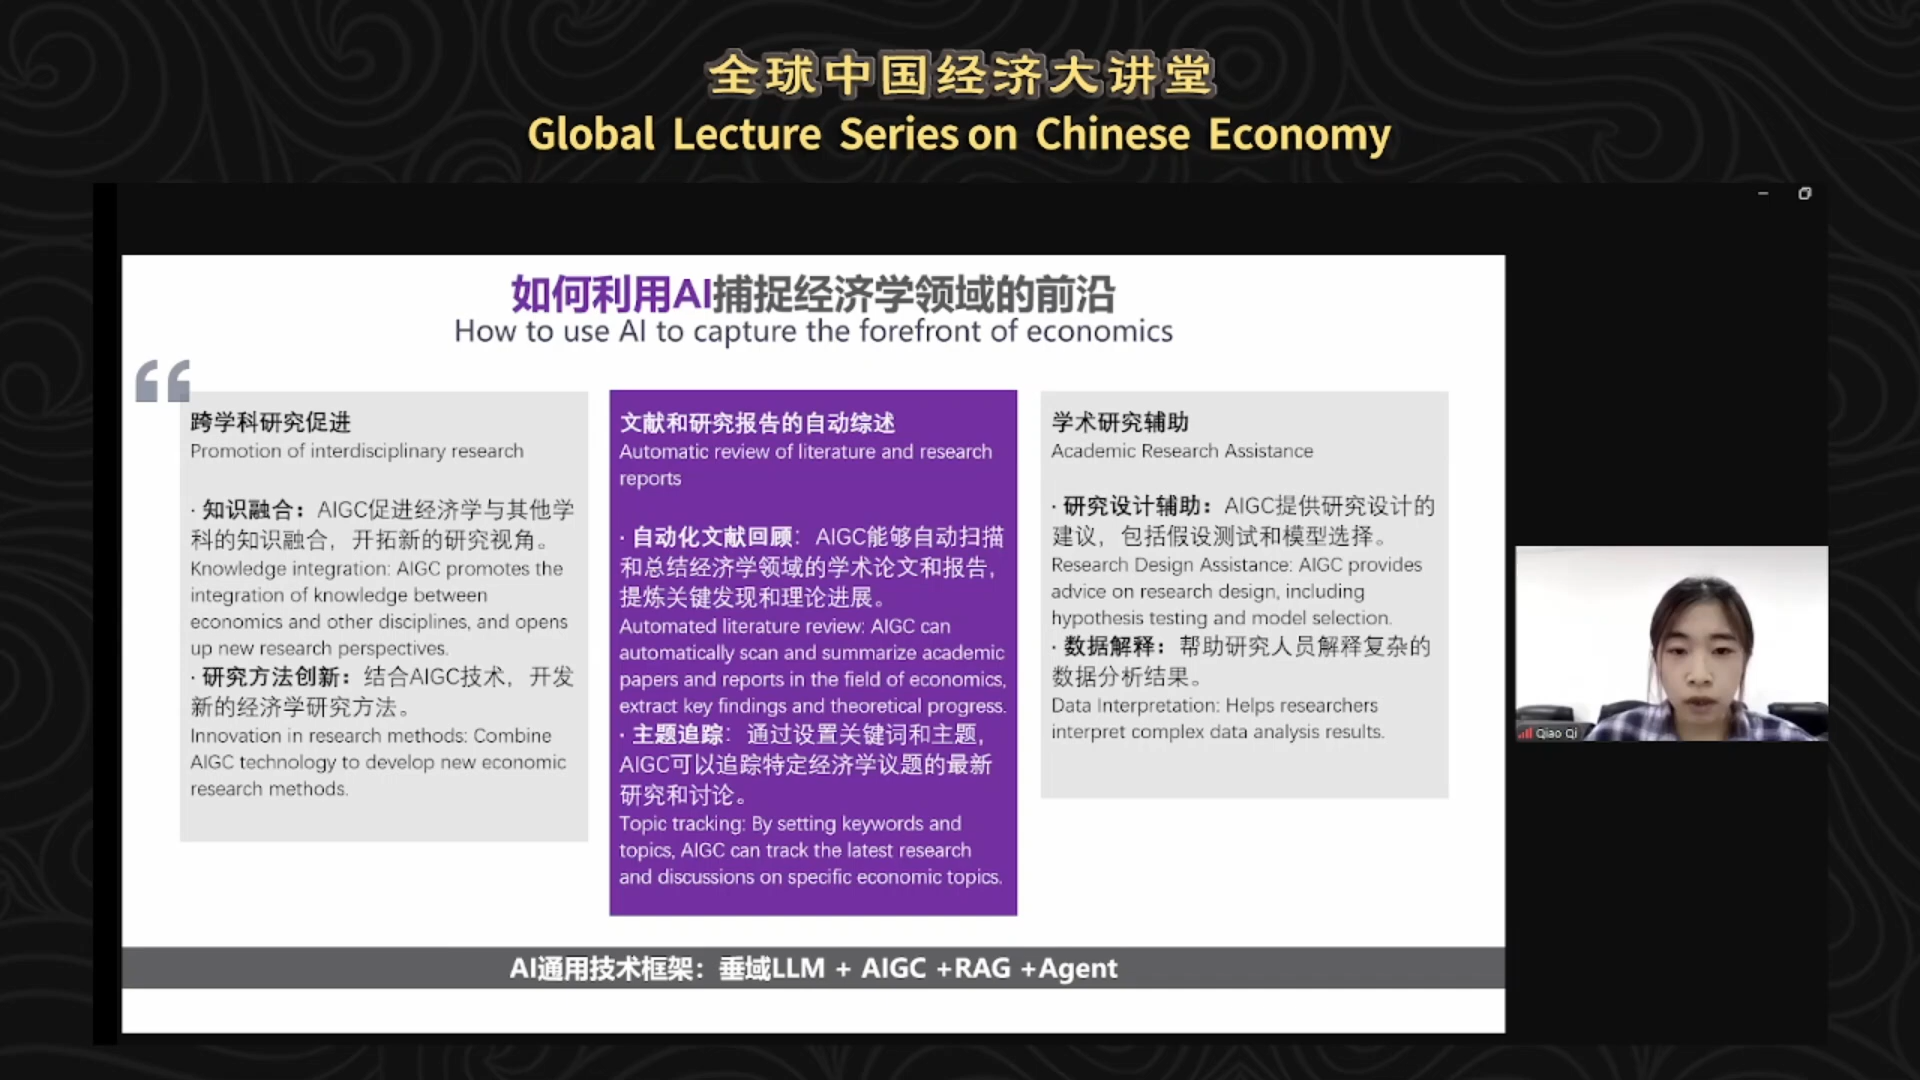 全球中国经济大讲堂
Global Lecture Series on Chinese Economy
如何利用AI捕捉经济学领域的前沿
How to use AI to capture the forefront of economics
跨学科研究促进
Promotion of interdisciplinary research
· 知识融合：AIGC促进经济学与其他学
科的知识融合，开拓新的研究视角。
Knowledge integration: AIGC promotes the
integration of knowledge between
economics and other disciplines, and opens
up new research perspectives.
· 研究方法创新：结合AIGC技术，开发
新的经济学研究方法。
Innovation in research methods: Combine
AIGC technology to develop new economic
research methods.
文献和研究报告的自动综述
Automatic review of literature and research
reports
· 自动化文献回顾：AIGC能够自动扫描
和总结经济学领域的学术论文和报告，
提炼关键发现和理论进展。
Automated literature review: AIGC can
automatically scan and summarize academic
papers and reports in the field of economics,
extract key findings and theoretical progress.
· 主题追踪：通过设置关键词和主题，
AIGC可以追踪特定经济学议题的最新
研究和讨论。
Topic tracking: By setting keywords and
topics, AIGC can track the latest research
and discussions on specific economic topics.
学术研究辅助
Academic Research Assistance
· 研究设计辅助：AIGC提供研究设计的
建议，包括假设测试和模型选择。
Research Design Assistance: AIGC provides
advice on research design, including
hypothesis testing and model selection.
· 数据解释：帮助研究人员解释复杂的
数据分析结果。
Data Interpretation: Helps researchers
interpret complex data analysis results.
Qiao Qi
AI通用技术框架：垂域LLM + AIGC +RAG +Agent